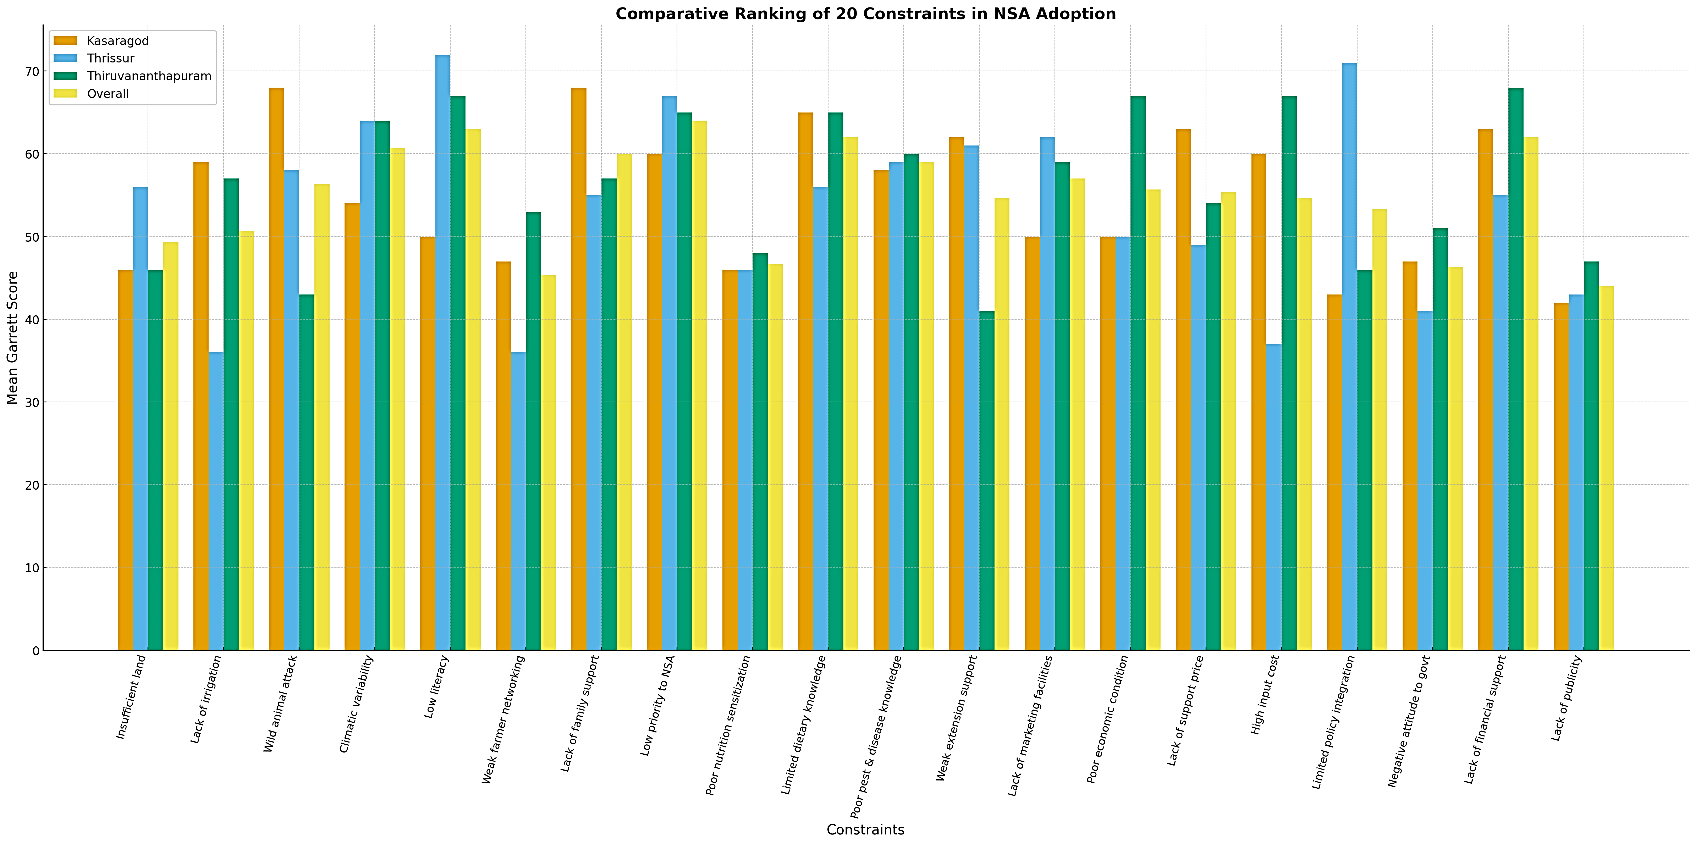 Comparative Ranking of 20 Constraints in NSA Adoption
Kasaragod
Thrissur
Thiruvananthapuram
Overall
Mean Garrett Score
70
60
50
40
30
20
10
0
Insufficient land
Lack of irrigation
Wild animal attack
Climatic variability
Low literacy
Weak farmer networking
Lack of family support
Low priority to NSA
Poor nutrition sensitization
Limited dietary knowledge
Poor pest & disease knowledge
Weak extension support
Lack of marketing facilities
Poor economic condition
Lack of support price
High input cost
Limited policy integration
Negative attitude to govt
Lack of financial support
Lack of publicity
Constraints